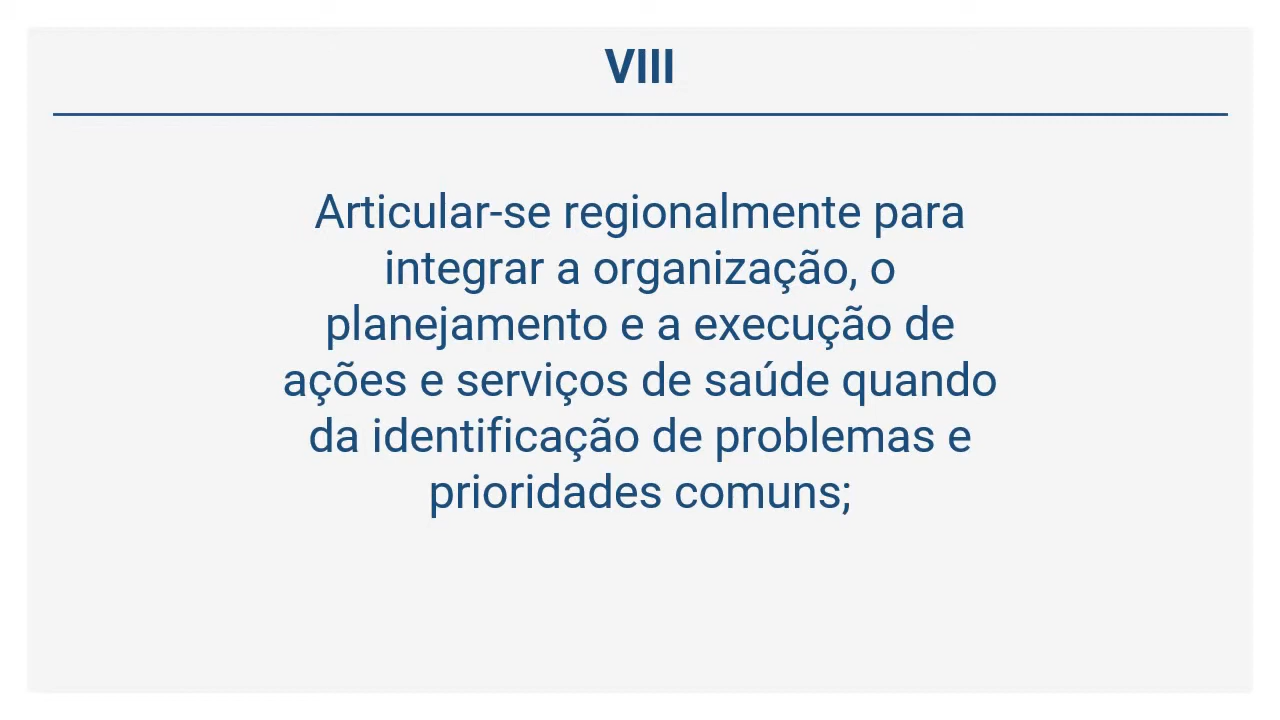 VIII
Articular-se regionalmente para
integrar a organização, o
planejamento e a execução de
ações e serviços de saúde quando
da identificação de problemas e
prioridades comuns;